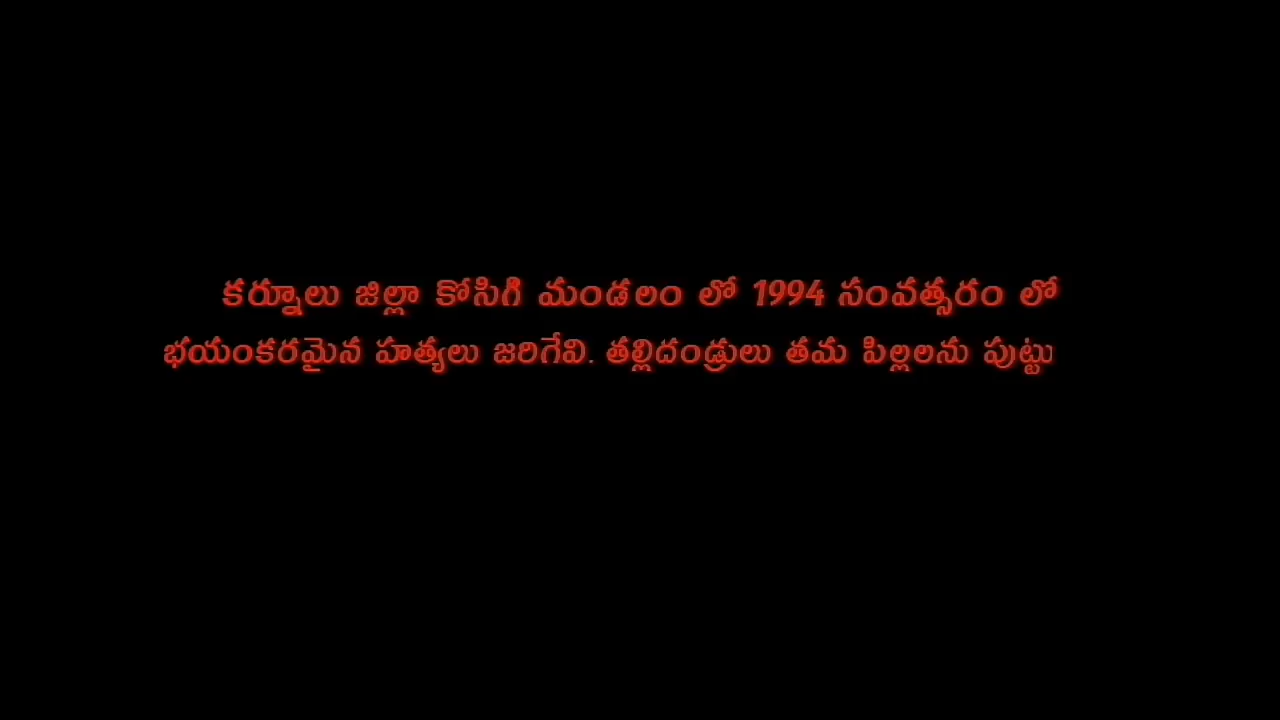 కర్నూలు జిల్లా కోసిగి మండలం లో 1994 సంవత్సరం లో
భయంకరమైన హత్యలు జరిగేవి. తల్లిదండ్రులు తమ పిల్లలను పుట్టు